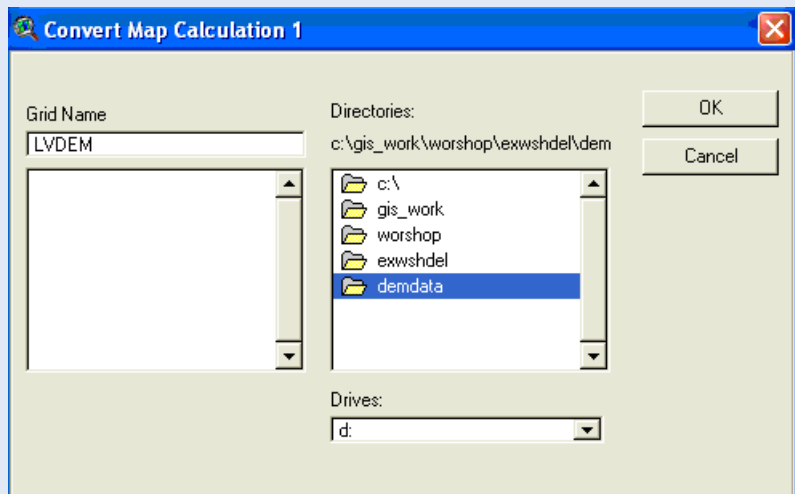 Convert Map Calculation 1
Grid Name
LVDEM
Directories:
c:\gis_work\worshop\exwshdel\dem
c:\
gis_work
worshop
exwshdel
demdata
Drives:
d:
OK
Cancel